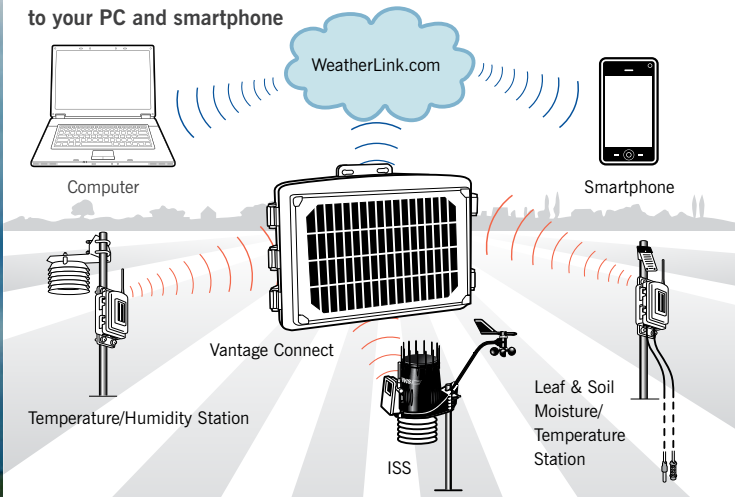 to your PC and smartphone
WeatherLink.com
Computer
Smartphone
Vantage Connect
Temperature/Humidity Station
ISS
Leaf & Soil
Moisture/
Temperature
Station